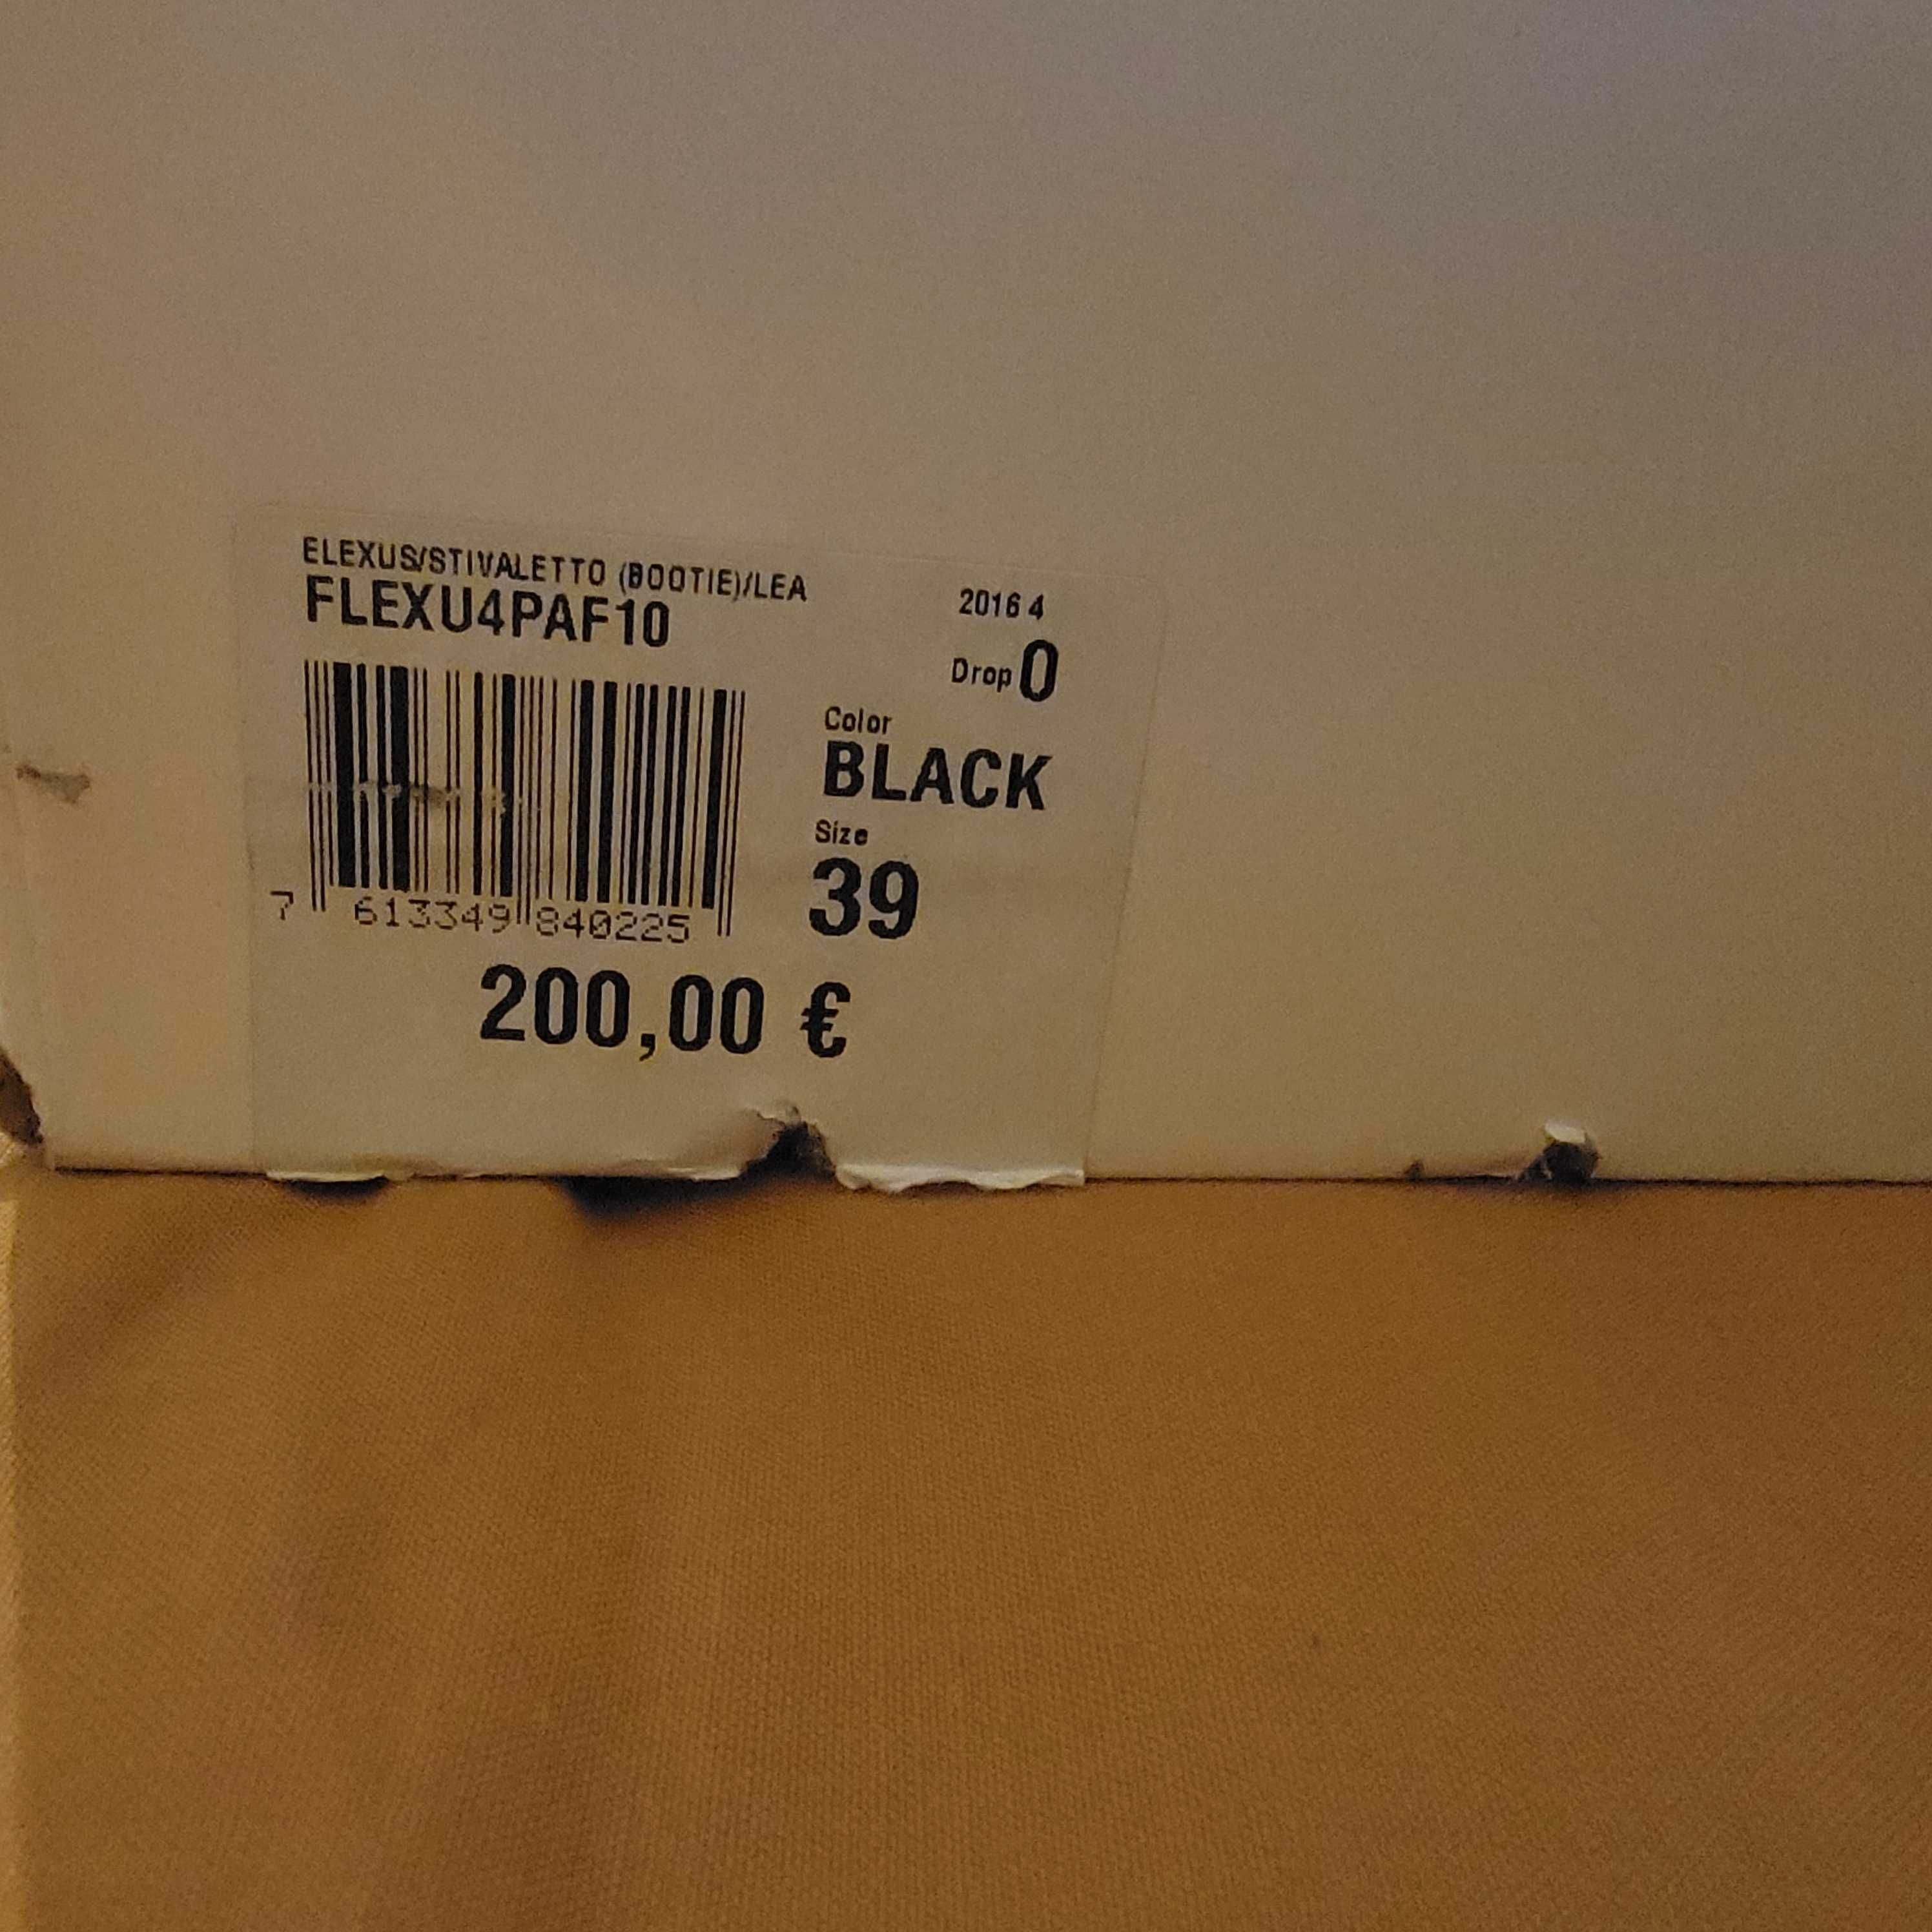 ELEXUS/STIVALETTO (BOOTIE)/LEA
FLEXU4PAF10
2016 4
Drop 0
Color
BLACK
Size
39
7 613349 840225
200,00 €